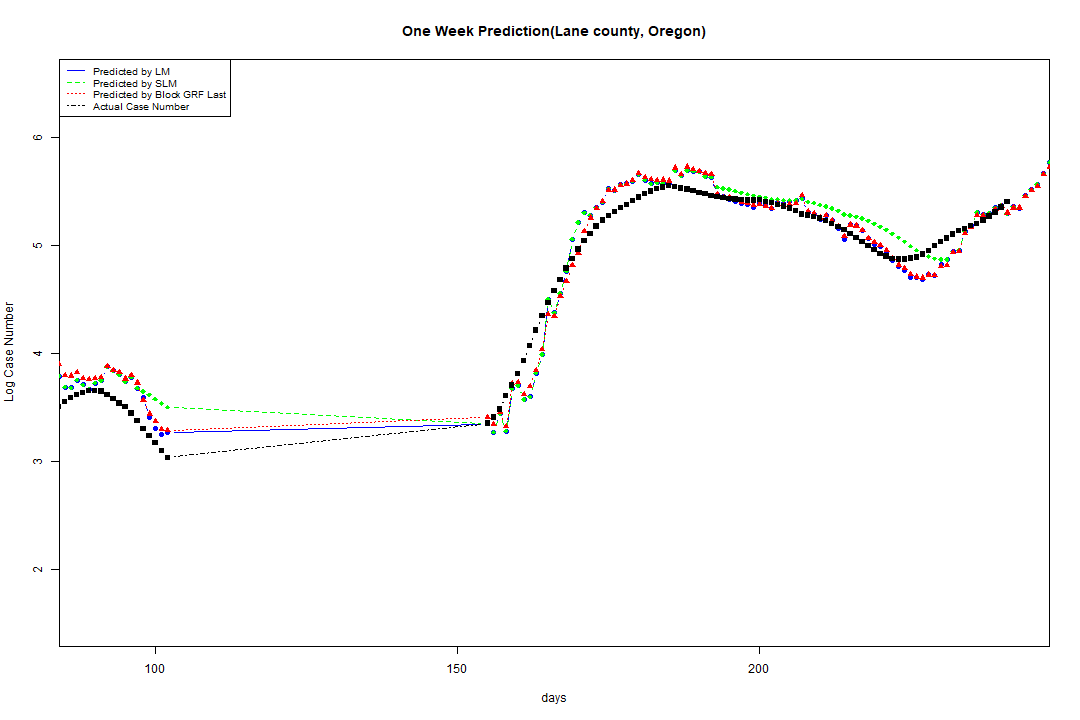 One Week Prediction(Lane county, Oregon)
Predicted by LM
Predicted by SLM
Predicted by Block GRF Last
Actual Case Number
6
5
4
3
2
Log Case Number
100
150
200
days